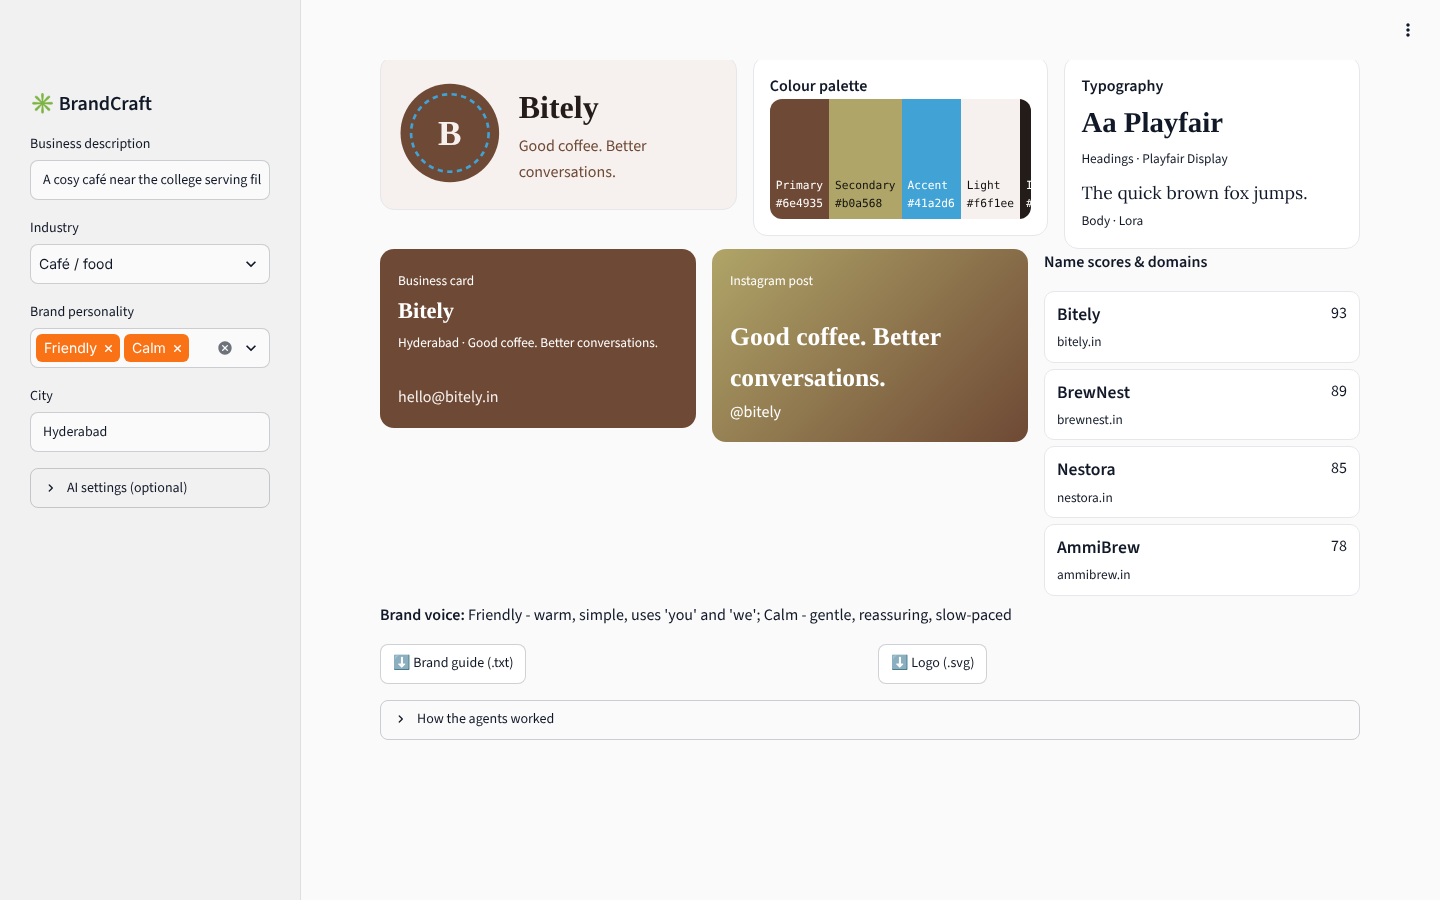 BrandCraft
Business description
A cosy café near the college serving fil
Industry
Café / food
Brand personality
Friendly
Calm
City
Hyderabad
AI settings (optional)
B
Bitely
Good coffee. Better
conversations.
Colour palette
Primary
#6e4935
Secondary
#b0a568
Accent
#41a2d6
Light
#f6f1ee
#
Typography
Aa Playfair
Headings · Playfair Display
The quick brown fox jumps.
Body · Lora
Business card
Bitely
Hyderabad · Good coffee. Better conversations.
hello@bitely.in
Instagram post
Good coffee. Better
conversations.
@bitely
Name scores & domains
Bitely 93
bitely.in
BrewNest 89
brewnest.in
Nestora 85
nestora.in
AmmiBrew 78
ammibrew.in
Brand voice: Friendly - warm, simple, uses 'you' and 'we'; Calm - gentle, reassuring, slow-paced
Brand guide (.txt)
Logo (.svg)
How the agents worked